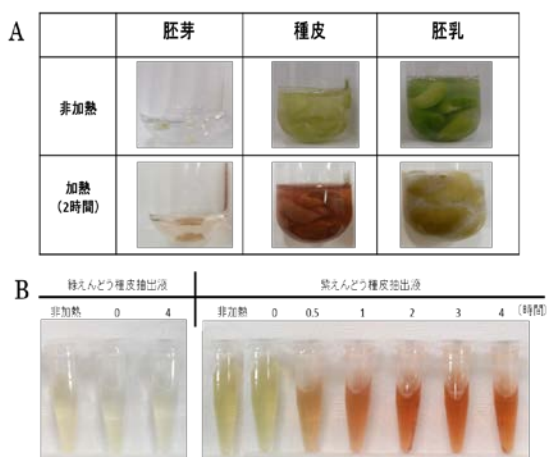 A
胚芽 種皮 胚乳
非加熱
加熱
(2時間)
B
緑えんどう種皮抽出液 紫えんどう種皮抽出液
非加熱 0 4 非加熱 0 0.5 1 2 3 4 (時間)